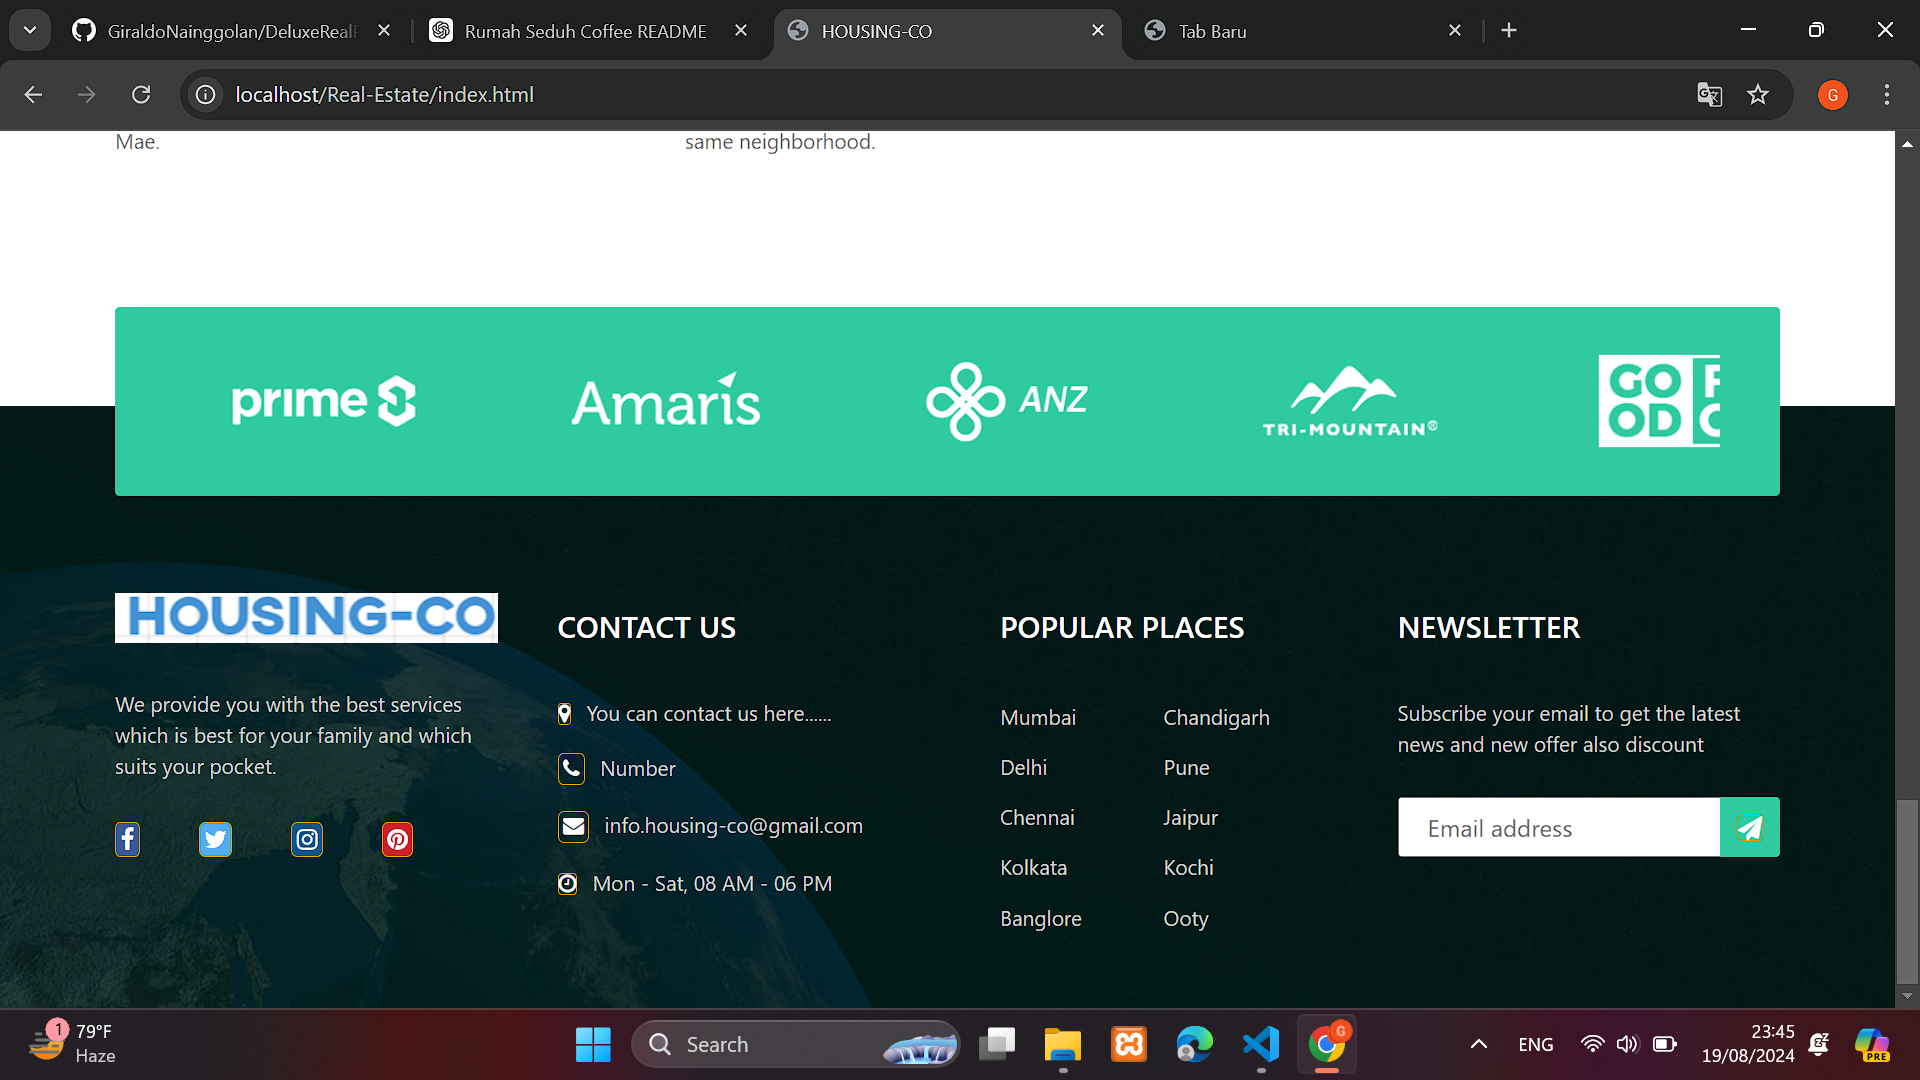 GiraldoNainggolan/DeluxeReal
Rumah Seduh Coffee README
HOUSING-CO
Tab Baru
localhost/Real-Estate/index.html
G
Mae.
same neighborhood.
prime
Amaris
ANZ
TRI-MOUNTAIN®
GO
OD
HOUSING-CO
We provide you with the best services
which is best for your family and which
suits your pocket.
CONTACT US
You can contact us here......
Number
info.housing-co@gmail.com
Mon - Sat, 08 AM - 06 PM
POPULAR PLACES
Mumbai
Chandigarh
Delhi
Pune
Chennai
Jaipur
Kolkata
Kochi
Banglore
Ooty
NEWSLETTER
Subscribe your email to get the latest
news and new offer also discount
Email address
1
79°F
Haze
Search
G
ENG
23:45
19/08/2024
PRE